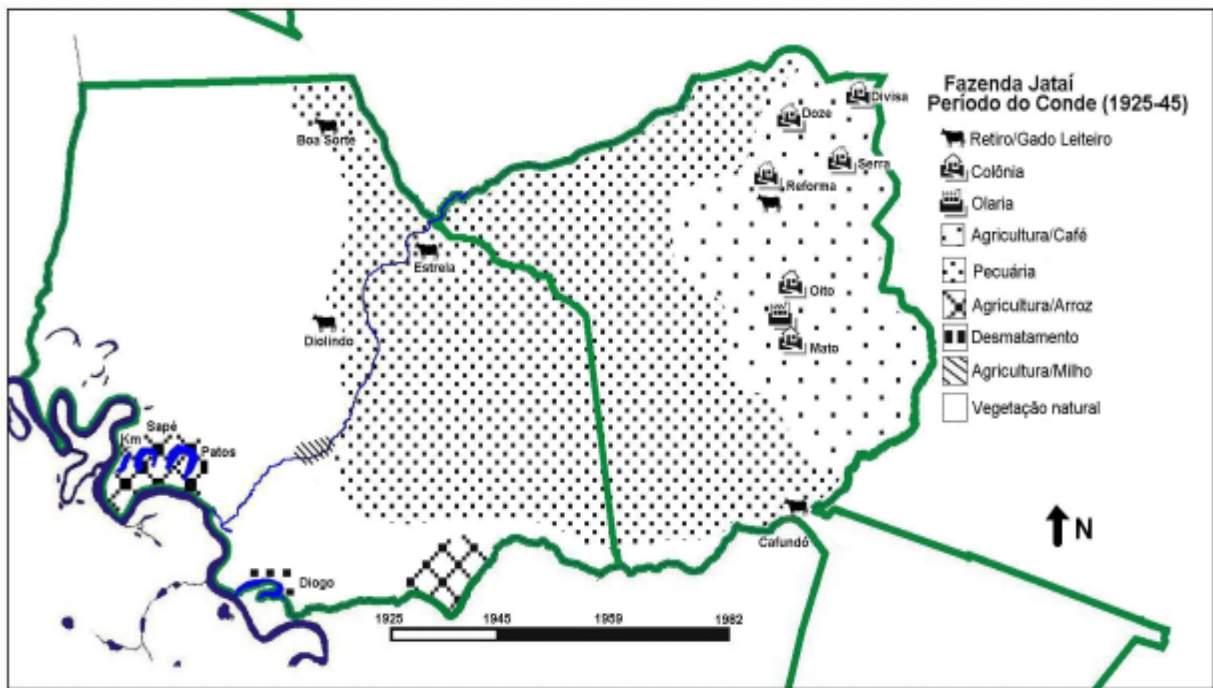 Fazenda Jataí
Período do Conde (1925-45)
Retiro/Gado Leiteiro
Colônia
Olaria
Agricultura/Café
Pecuária
Agricultura/Arroz
Desmatamento
Agricultura/Milho
Vegetação natural
N
Divisa
Doze
Boa Sorte
Serra
Reforma
Estrela
Oito
Diolindo
Mato
Sapé
Km
Patos
Cafundó
Diogo
1925
1945
1959
1982